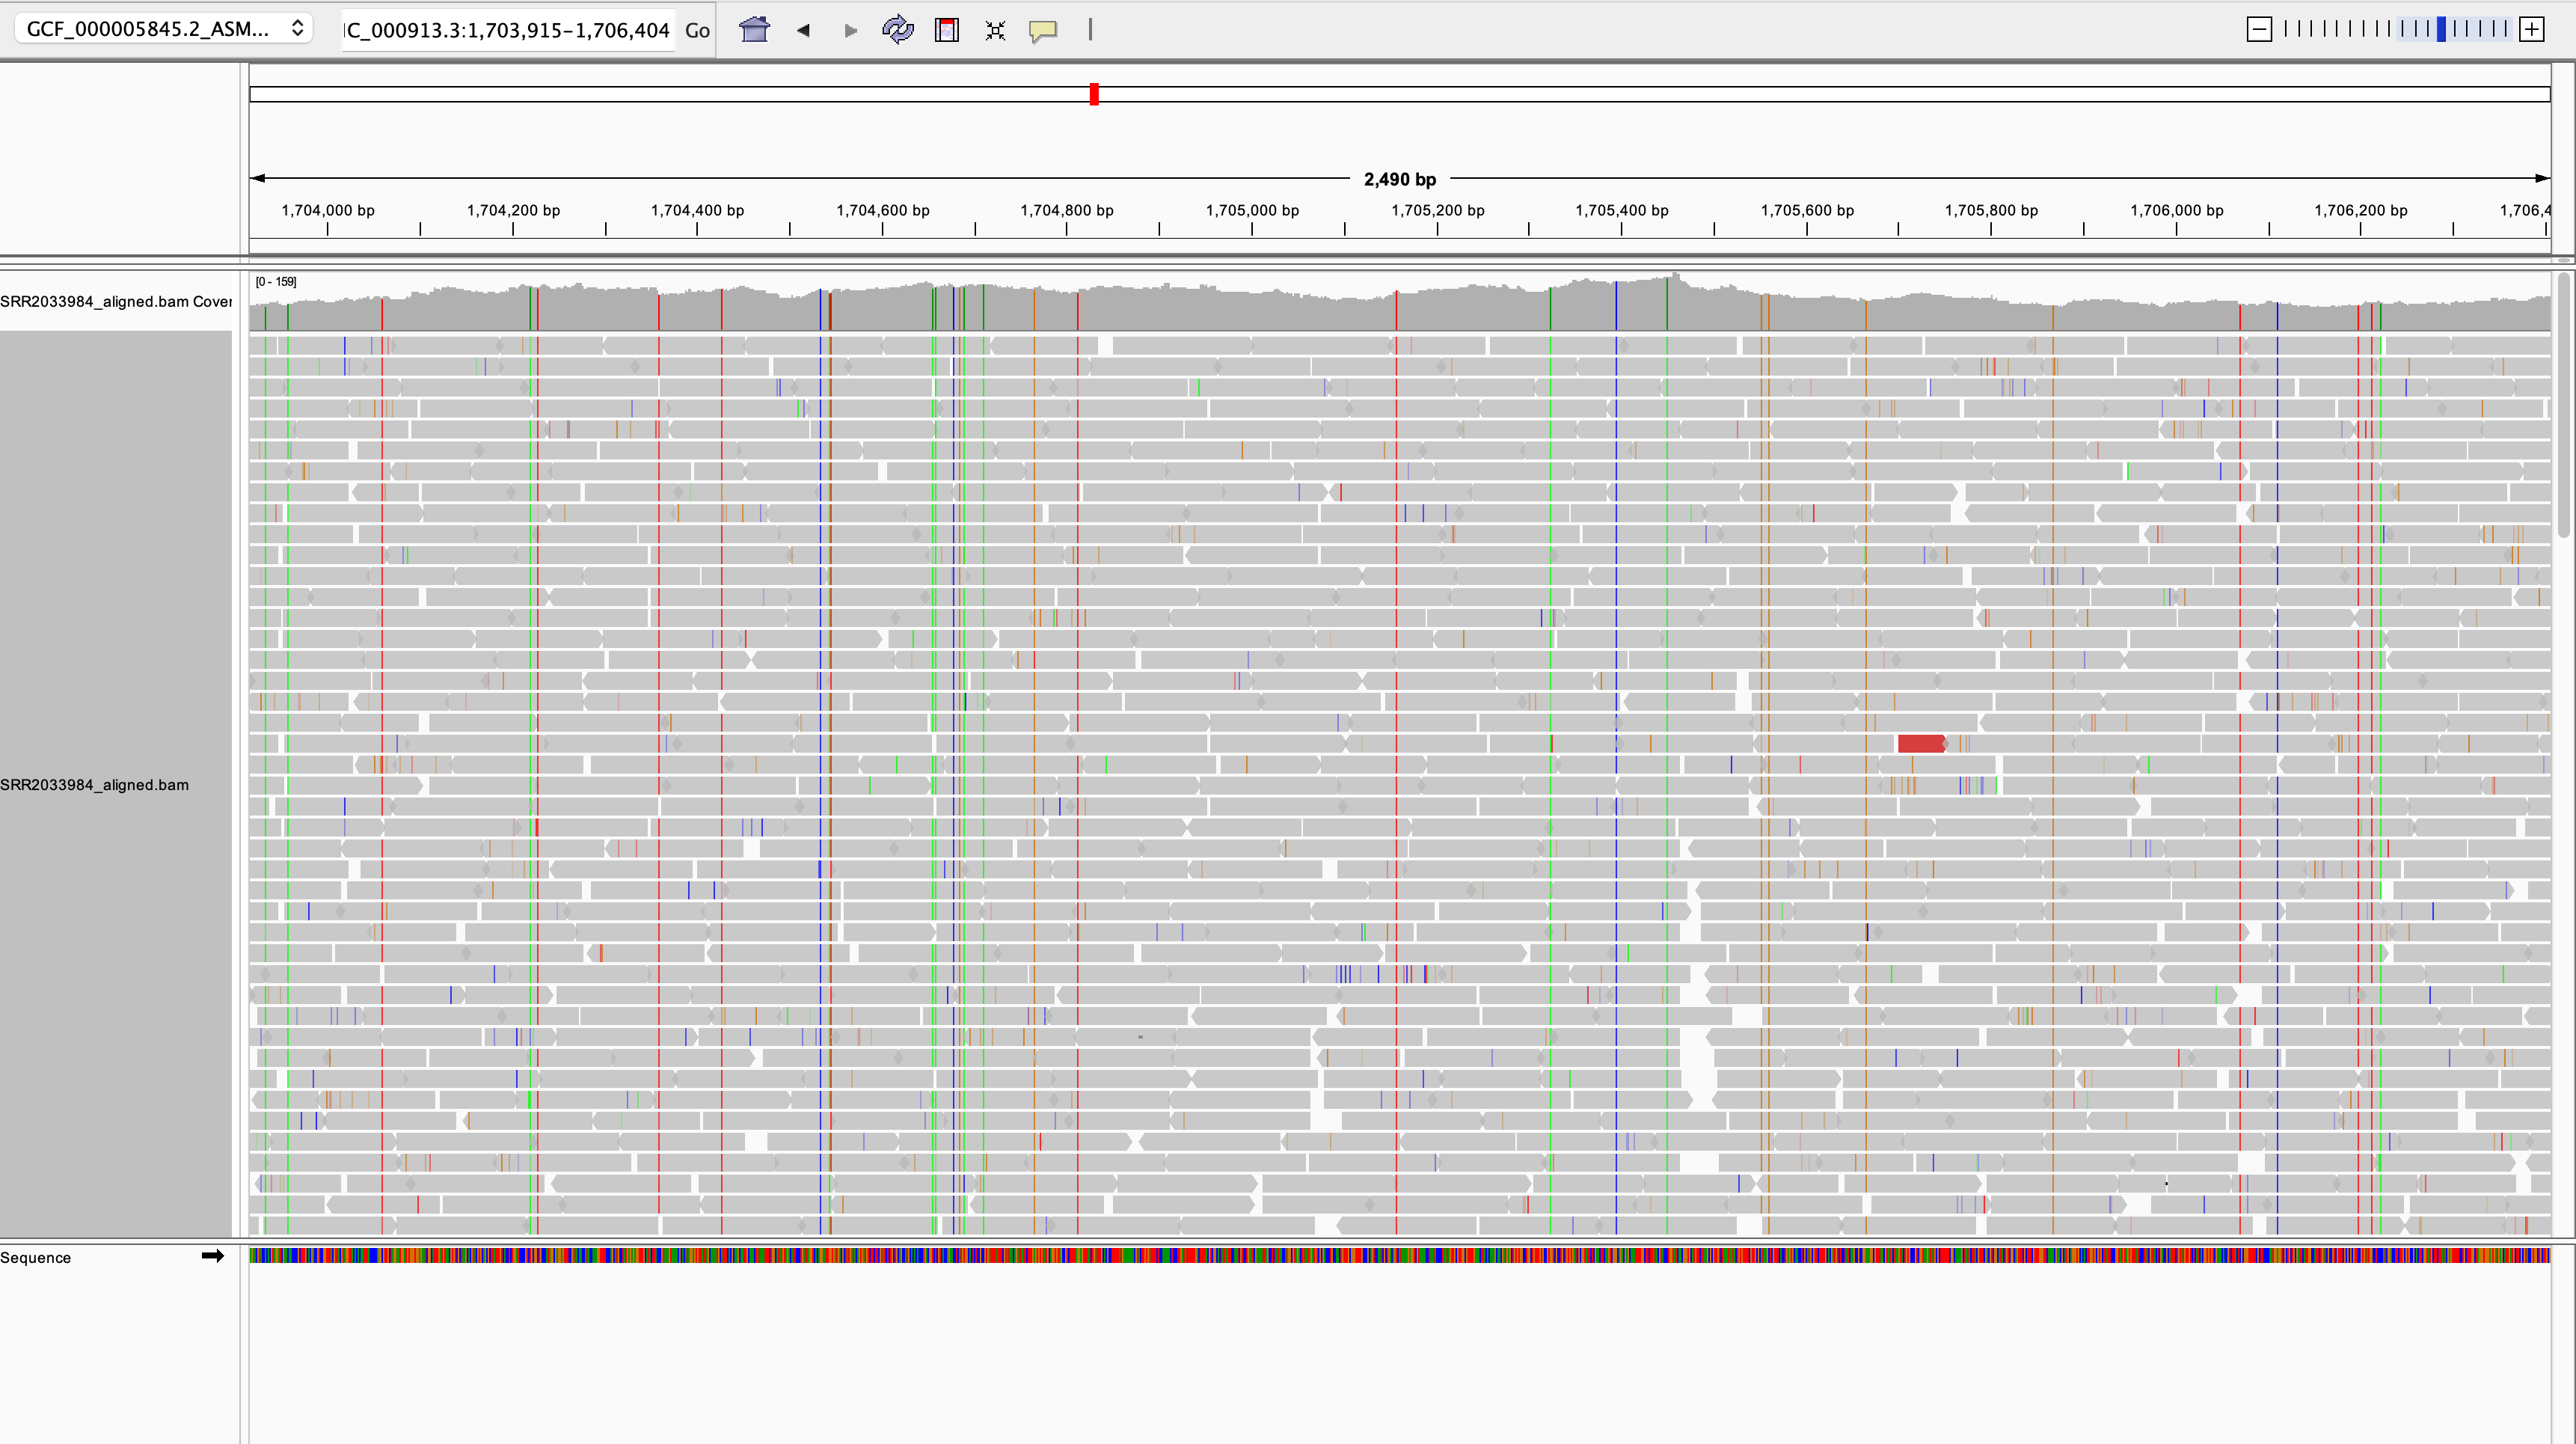 GCF_000005845.2_ASM...
IC_000913.3:1,703,915-1,706,404
Go
2,490 bp
1,704,000 bp
1,704,200 bp
1,704,400 bp
1,704,600 bp
1,704,800 bp
1,705,000 bp
1,705,200 bp
1,705,400 bp
1,705,600 bp
1,705,800 bp
1,706,000 bp
1,706,200 bp
1,706,4
[0 - 159]
SRR2033984_aligned.bam Cover
SRR2033984_aligned.bam
Sequence